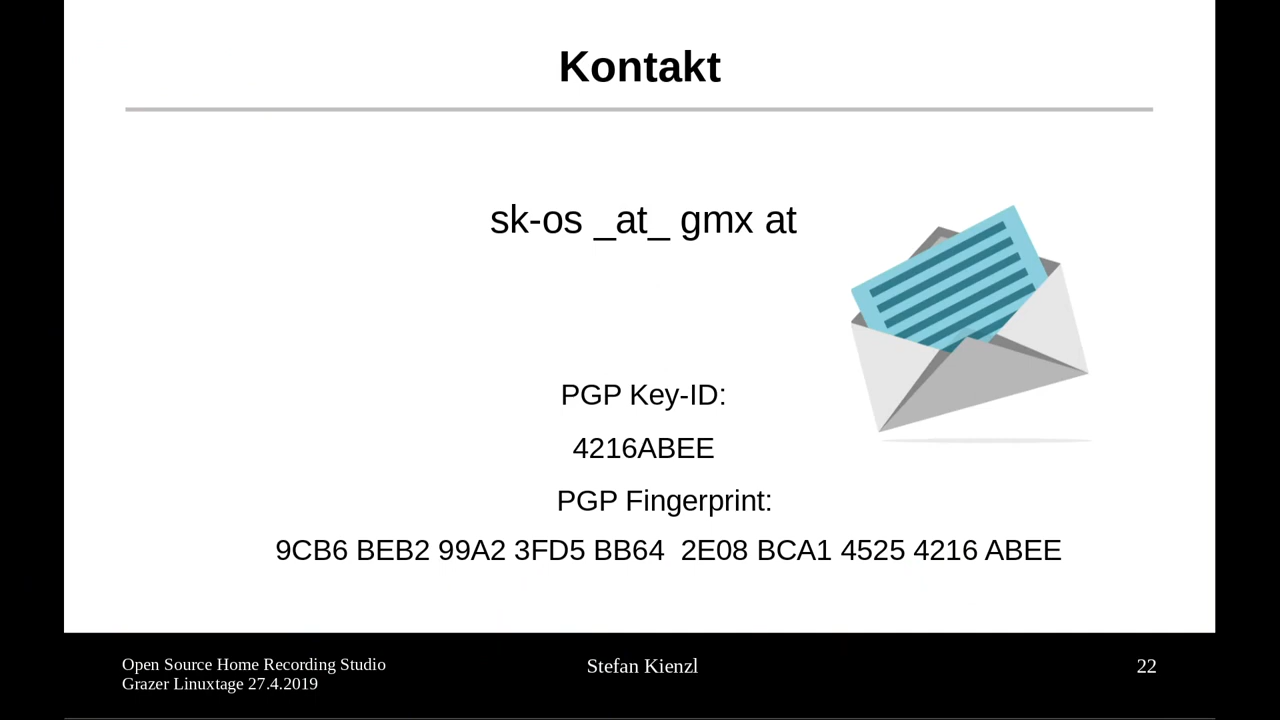 Kontakt
sk-os _at_ gmx at
PGP Key-ID:
4216ABEE
PGP Fingerprint:
9CB6 BEB2 99A2 3FD5 BB64  2E08 BCA1 4525 4216 ABEE
Open Source Home Recording Studio
Grazer Linuxtage 27.4.2019
Stefan Kienzl
22